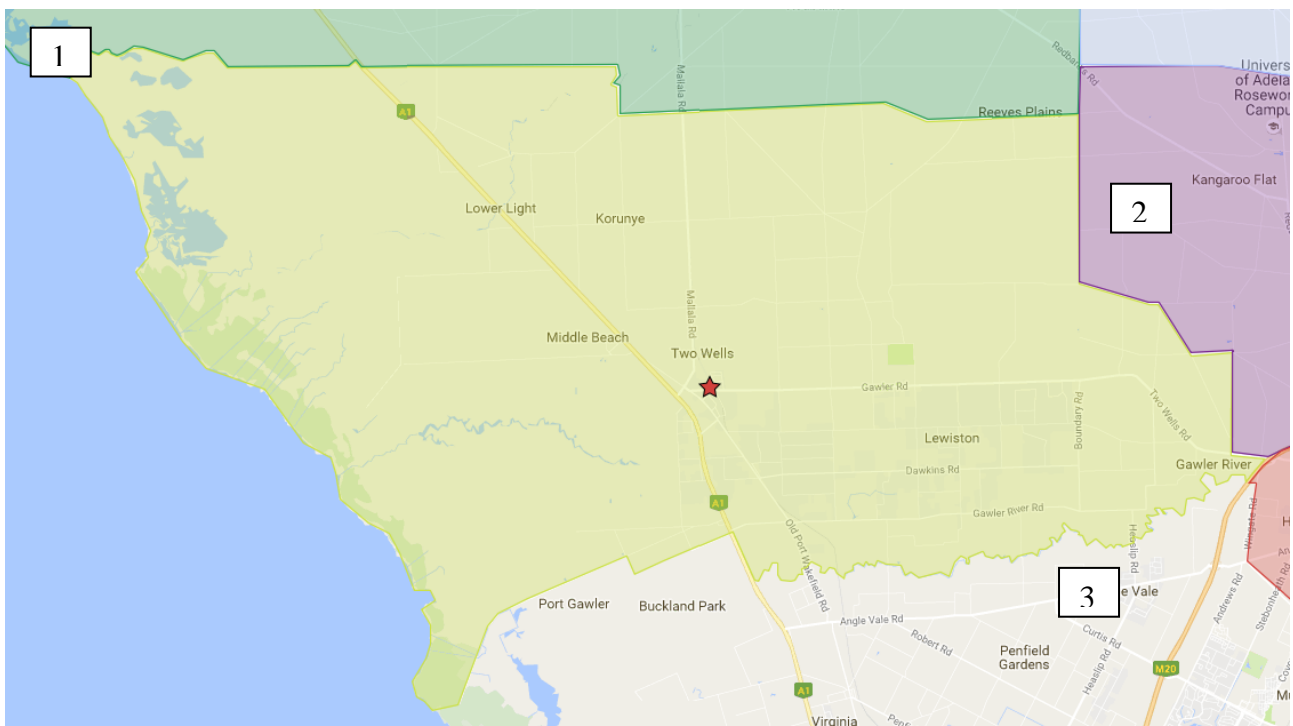 1
Redbanks Rd
Univers
of Adela
Rosewor
Campu
Mallala Rd
A1
Reeves Plains
Kangaroo Flat
2
Lower Light
Korunye
Mallala Rd
Middle Beach
Two Wells
Gawler Rd
Boundary Rd
Two Wells Rd
Lewiston
Dawkins Rd
Gawler River
A1
Gawler River Rd
Old Port Wakefield Rd
Heaslip Rd
Wingate Rd
H
3
e Vale
Port Gawler
Buckland Park
Angle Vale Rd
Andrews Rd
Stebonheath Rd
Robert Rd
Curtis Rd
Penfield
Gardens
Heaslip Rd
M20
A1
Virginia
Mu